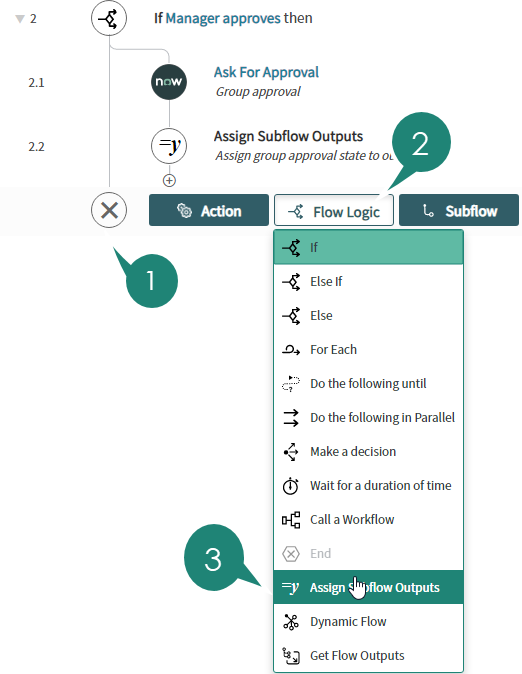 2 If Manager approves then
2.1 now Ask For Approval
Group approval
2.2 =y Assign Subflow Outputs
Assign group approval state to
2
Action Flow Logic Subflow
1
If
Else If
Else
For Each
Do the following until
Do the following in Parallel
Make a decision
Wait for a duration of time
Call a Workflow
End
3
=y Assign Subflow Outputs
Dynamic Flow
Get Flow Outputs